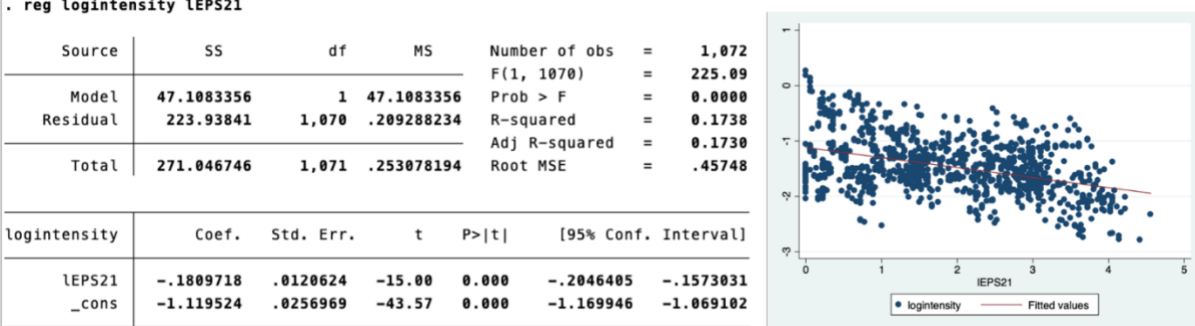 . reg logintensity lEPS21
Source SS df MS Number of obs = 1,072
F(1, 1070) = 225.09
Model 47.1083356 1 47.1083356 Prob > F = 0.0000
Residual 223.93841 1,070 .209288234 R-squared = 0.1738
Adj R-squared = 0.1730
Total 271.046746 1,071 .253078194 Root MSE = .45748
logintensity Coef. Std. Err. t P>|t| [95% Conf. Interval]
lEPS21 -.1809718 .0120624 -15.00 0.000 -.2046405 -.1573031
_cons -1.119524 .0256969 -43.57 0.000 -1.169946 -1.069102
1
0
-1
-2
-3
0 1 2 3 4 5
lEPS21
logintensity Fitted values